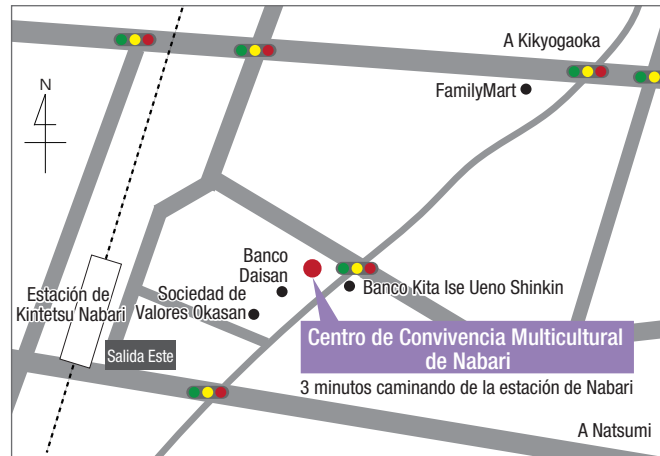 A Kikyogaoka
FamilyMart
N
Banco
Daisan
Banco Kita Ise Ueno Shinkin
Estación de
Kintetsu Nabari
Sociedad de
Valores Okasan
Centro de Convivencia Multicultural
de Nabari
Salida Este
3 minutos caminando de la estación de Nabari
A Natsumi